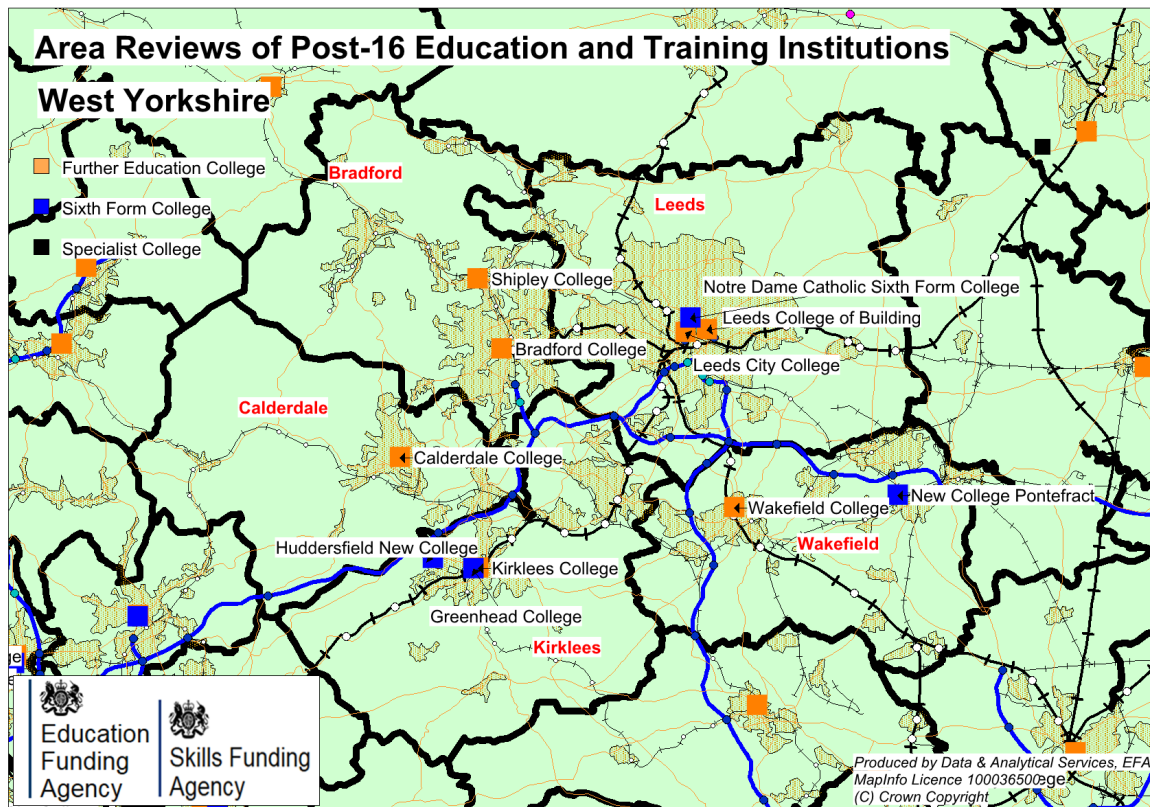 Area Reviews of Post-16 Education and Training Institutions
West Yorkshire
Further Education College
Sixth Form College
Specialist College
Bradford
Leeds
Shipley College
Notre Dame Catholic Sixth Form College
Leeds College of Building
Bradford College
Leeds City College
Calderdale
Calderdale College
New College Pontefract
Wakefield College
Wakefield
Huddersfield New College
Kirklees College
Greenhead College
Kirklees
Education
Funding
Agency
Skills Funding
Agency
Produced by Data & Analytical Services, EFA
MapInfo Licence 100036500
(C) Crown Copyright